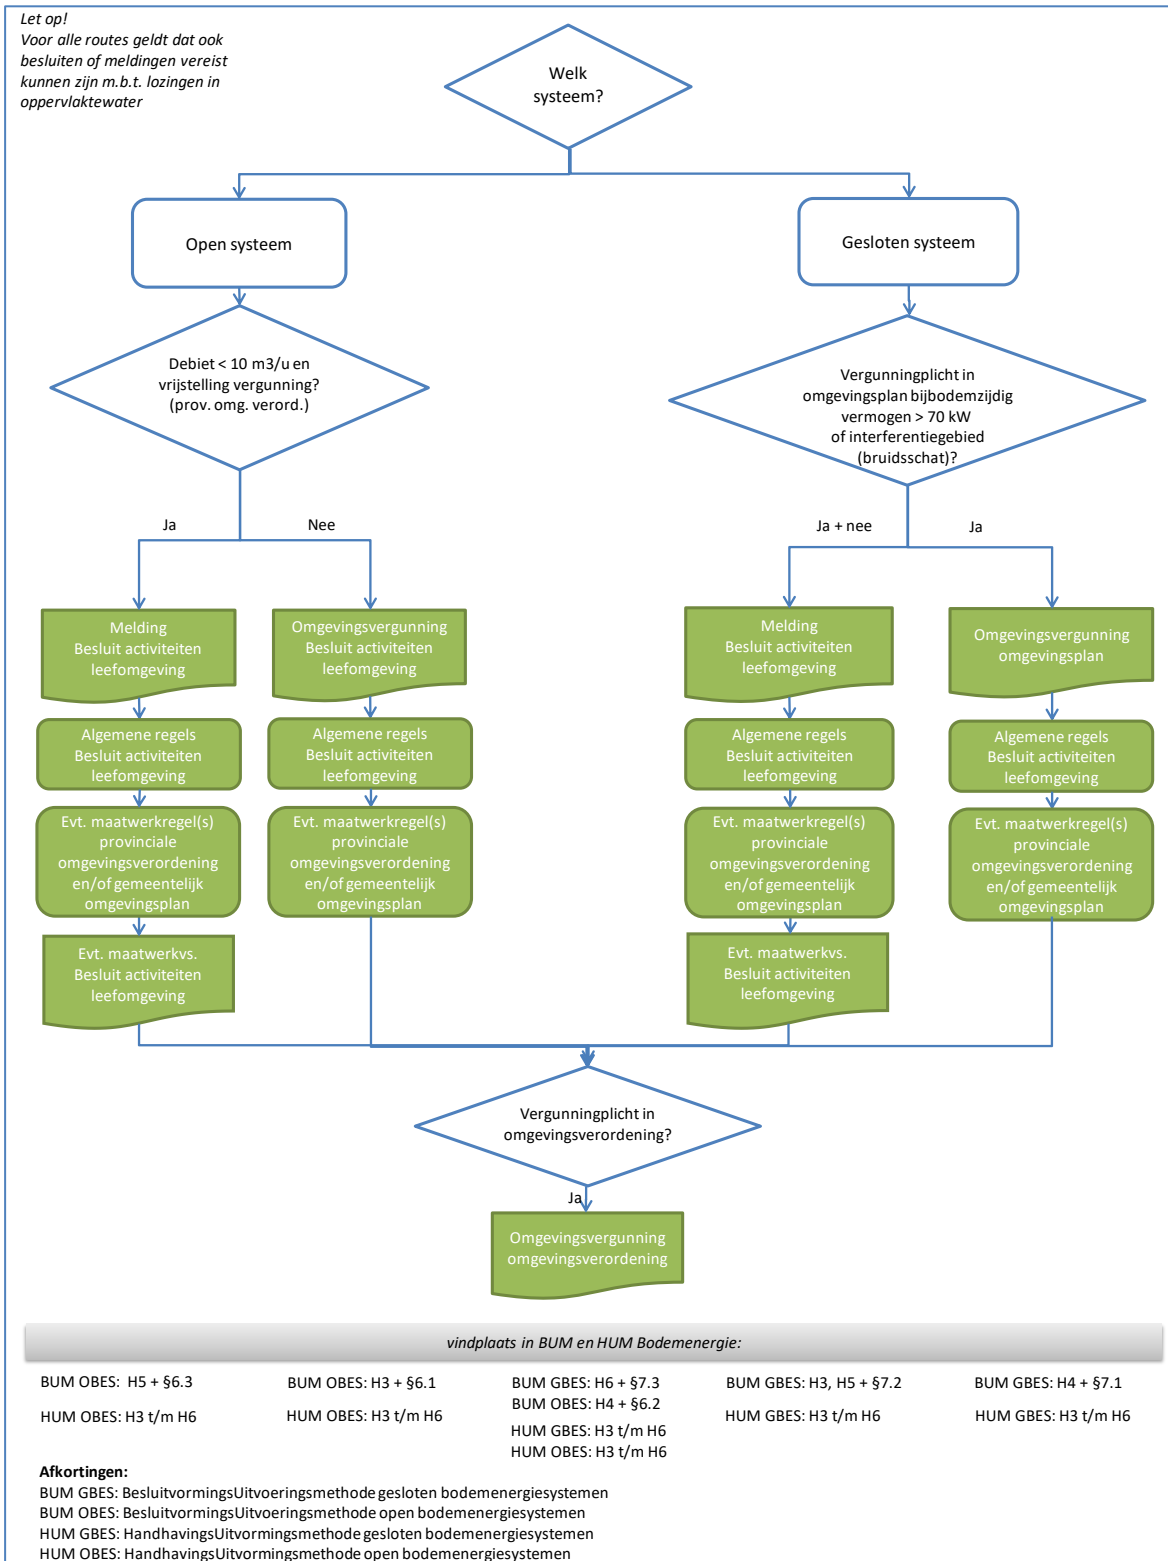 Let op!
Voor alle routes geldt dat ook
besluiten of meldingen vereist
kunnen zijn m.b.t. lozingen in
oppervlaktewater
Welk
systeem?
Open systeem
Gesloten systeem
Debiet < 10 m3/u en
vrijstelling vergunning?
(prov. omg. verord.)
Vergunningplicht in
omgevingsplan bijbodemzijdig
vermogen > 70 kW
of interferentiegebied
(bruidsschat)?
Ja
Nee
Ja + nee
Ja
Melding
Besluit activiteiten
leefomgeving
Omgevingsvergunning
Besluit activiteiten
leefomgeving
Melding
Besluit activiteiten
leefomgeving
Omgevingsvergunning
omgevingsplan
Algemene regels
Besluit activiteiten
leefomgeving
Algemene regels
Besluit activiteiten
leefomgeving
Algemene regels
Besluit activiteiten
leefomgeving
Algemene regels
Besluit activiteiten
leefomgeving
Evt. maatwerkregel(s)
provinciale
omgevingsverordening
en/of gemeentelijk
omgevingsplan
Evt. maatwerkregel(s)
provinciale
omgevingsverordening
en/of gemeentelijk
omgevingsplan
Evt. maatwerkregel(s)
provinciale
omgevingsverordening
en/of gemeentelijk
omgevingsplan
Evt. maatwerkregel(s)
provinciale
omgevingsverordening
en/of gemeentelijk
omgevingsplan
Evt. maatwerkvs.
Besluit activiteiten
leefomgeving
Evt. maatwerkvs.
Besluit activiteiten
leefomgeving
Vergunningplicht in
omgevingsverordening?
Ja
Omgevingsvergunning
omgevingsverordening
vindplaats in BUM en HUM Bodemenergie:
BUM OBES: H5 + §6.3
HUM OBES: H3 t/m H6
BUM OBES: H3 + §6.1
HUM OBES: H3 t/m H6
BUM GBES: H6 + §7.3
BUM OBES: H4 + §6.2
HUM GBES: H3 t/m H6
HUM OBES: H3 t/m H6
BUM GBES: H3, H5 + §7.2
HUM GBES: H3 t/m H6
BUM GBES: H4 + §7.1
HUM GBES: H3 t/m H6
Afkortingen:
BUM GBES: BesluitvormingsUitvoeringsmethode gesloten bodemenergiesystemen
BUM OBES: BesluitvormingsUitvoeringsmethode open bodemenergiesystemen
HUM GBES: HandhavingsUitvormingsmethode gesloten bodemenergiesystemen
HUM OBES: HandhavingsUitvormingsmethode open bodemenergiesystemen